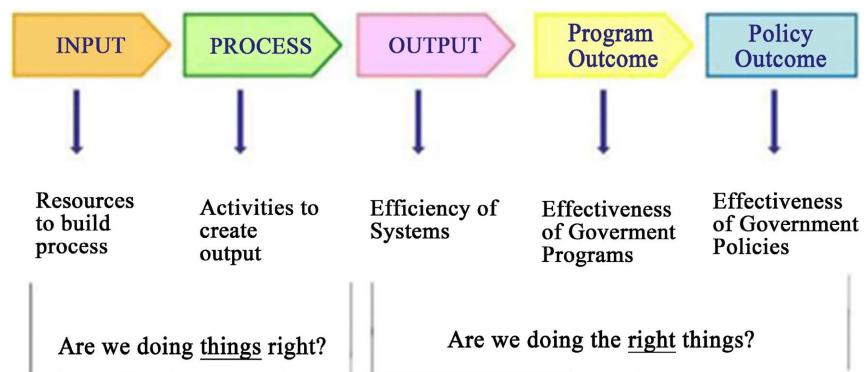 INPUT
PROCESS
OUTPUT
Program
Outcome
Policy
Outcome
Resources
to build
process
Activities to
create
output
Efficiency of
Systems
Effectiveness
of Goverment
Programs
Effectiveness
of Government
Policies
Are we doing things right?
Are we doing the right things?